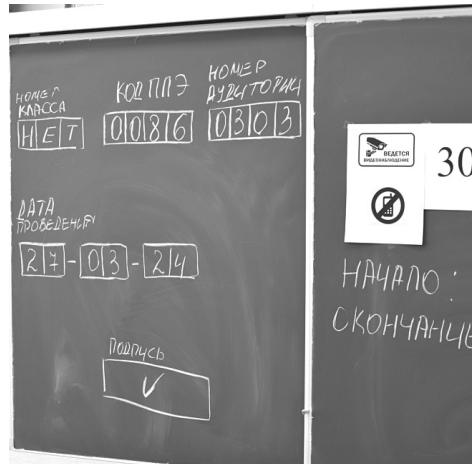 НОМЕР
КЛАССА
НЕТ
КОД ППЭ
0086
НОМЕР
АУДИТОРИИ
0303
ДАТА
ПРОВЕДЕНИЯ
27-03-24
ПОДПИСЬ
ВЕДЕТСЯ
ВИДЕОНАБЛЮДЕНИЕ
30
НАЧАЛО:
ОКОНЧАНИЕ